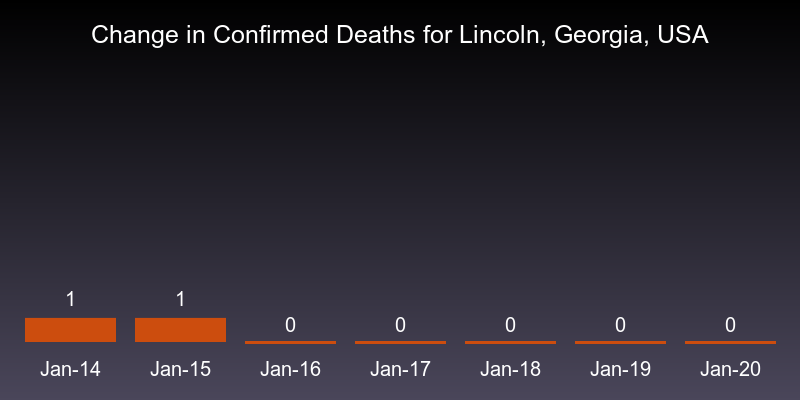 Change in Confirmed Deaths for Lincoln, Georgia, USA
1 1 0 0 0 0 0
Jan-14 Jan-15 Jan-16 Jan-17 Jan-18 Jan-19 Jan-20